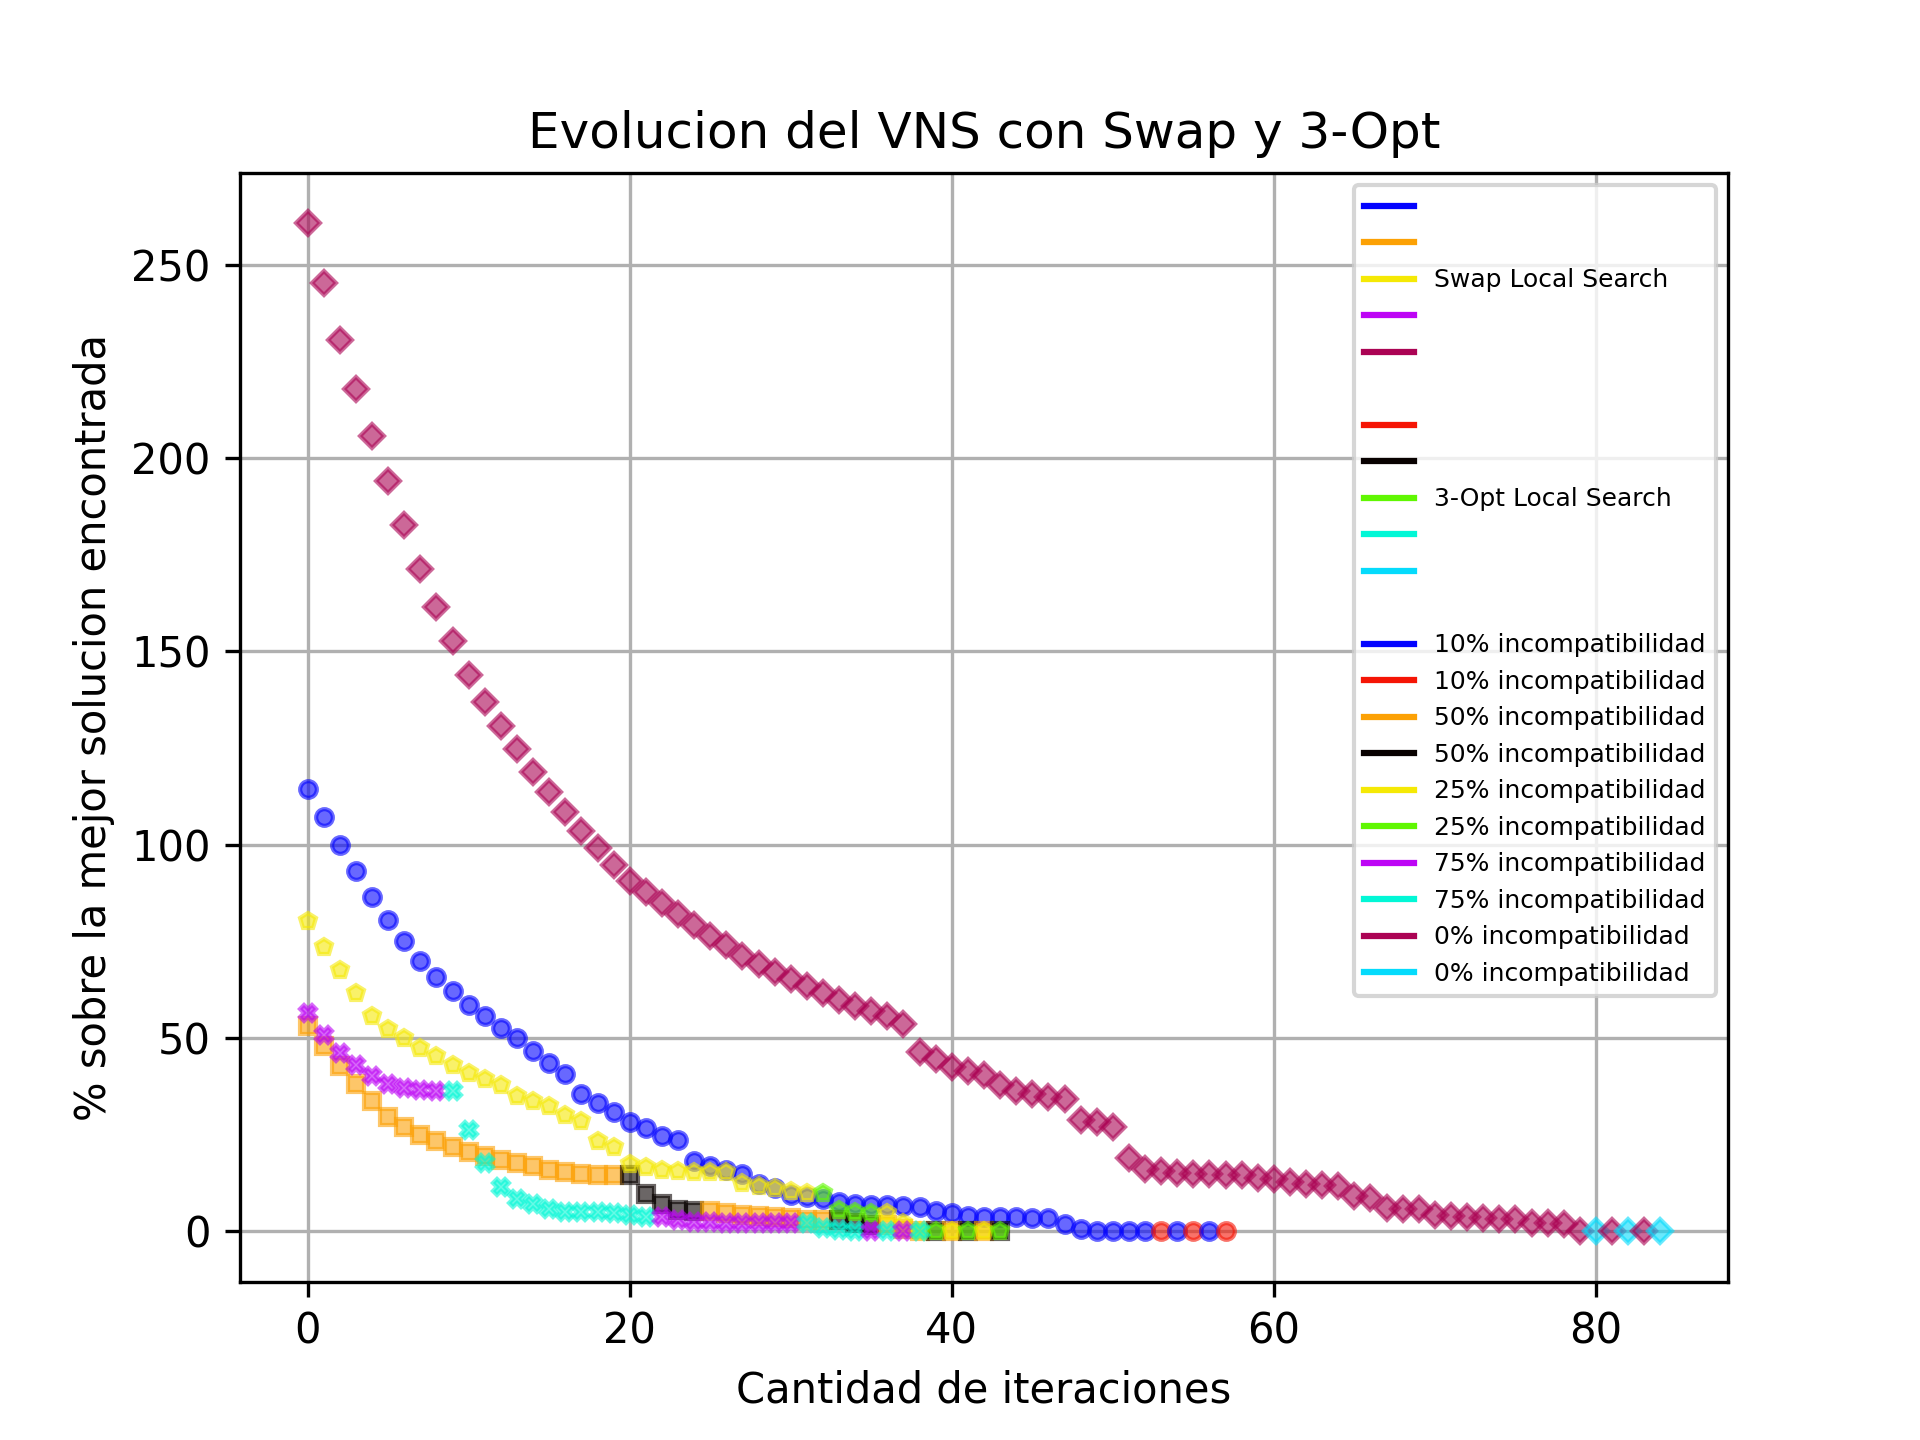 Evolucion del VNS con Swap y 3-Opt
% sobre la mejor solucion encontrada
250
200
150
100
50
0
Swap Local Search
3-Opt Local Search
10% incompatibilidad
10% incompatibilidad
50% incompatibilidad
50% incompatibilidad
25% incompatibilidad
25% incompatibilidad
75% incompatibilidad
75% incompatibilidad
0% incompatibilidad
0% incompatibilidad
0 20 40 60 80
Cantidad de iteraciones